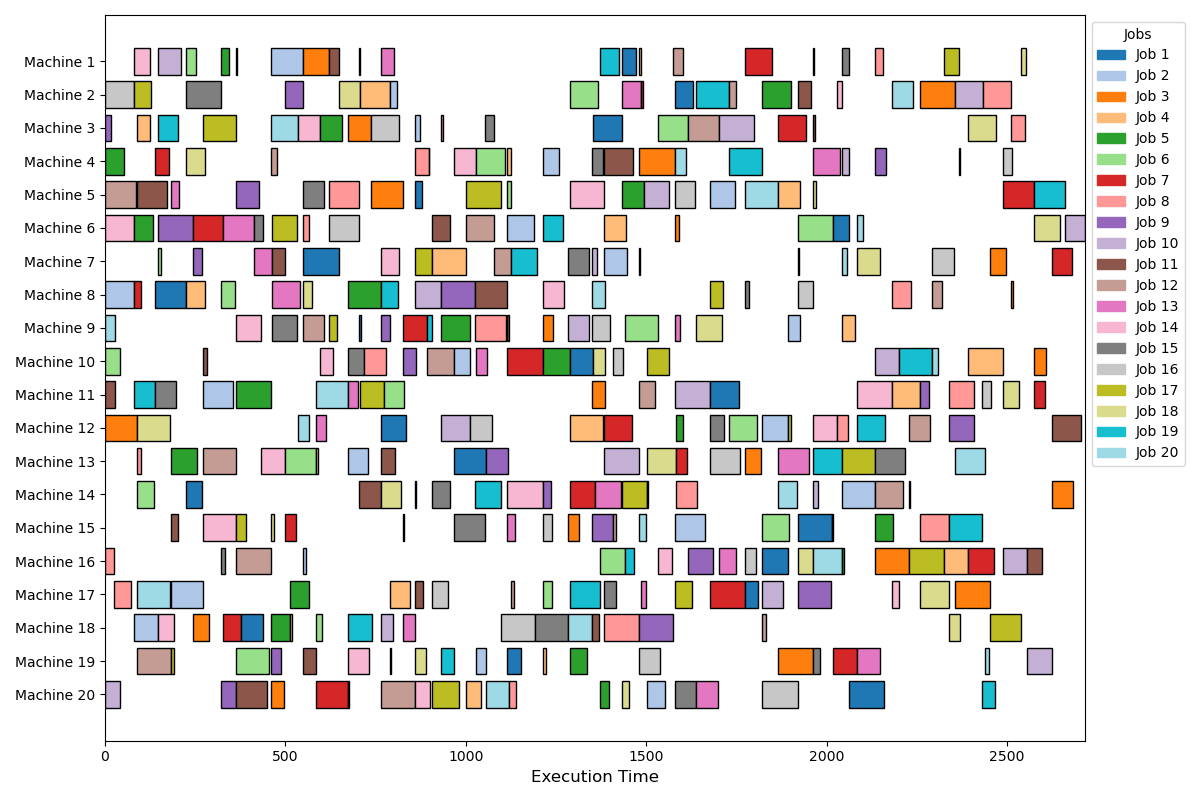 Machine 1
Machine 2
Machine 3
Machine 4
Machine 5
Machine 6
Machine 7
Machine 8
Machine 9
Machine 10
Machine 11
Machine 12
Machine 13
Machine 14
Machine 15
Machine 16
Machine 17
Machine 18
Machine 19
Machine 20
0 500 1000 1500 2000 2500
Execution Time
Jobs
Job 1
Job 2
Job 3
Job 4
Job 5
Job 6
Job 7
Job 8
Job 9
Job 10
Job 11
Job 12
Job 13
Job 14
Job 15
Job 16
Job 17
Job 18
Job 19
Job 20